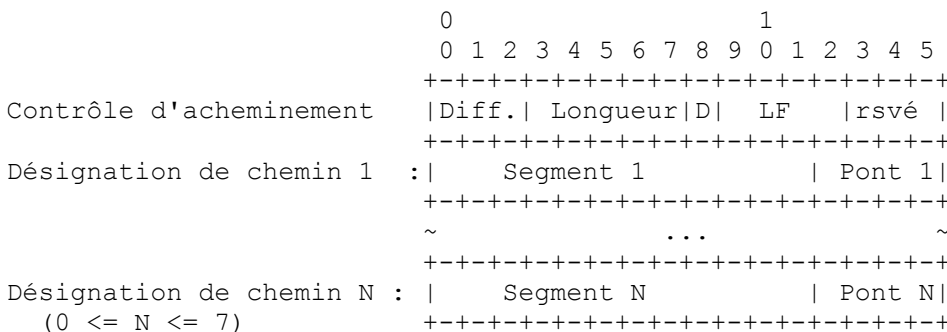 0                   1
0 1 2 3 4 5 6 7 8 9 0 1 2 3 4 5
+-+-+-+-+-+-+-+-+-+-+-+-+-+-+-+-+
Contrôle d'acheminement |Diff.| Longueur|D| LF |rsvé |
+-+-+-+-+-+-+-+-+-+-+-+-+-+-+-+-+
Désignation de chemin 1 :| Segment 1 | Pont 1|
+-+-+-+-+-+-+-+-+-+-+-+-+-+-+-+-+
~ ... ~
+-+-+-+-+-+-+-+-+-+-+-+-+-+-+-+-+
Désignation de chemin N : | Segment N | Pont N|
(0 <= N <= 7) +-+-+-+-+-+-+-+-+-+-+-+-+-+-+-+-+